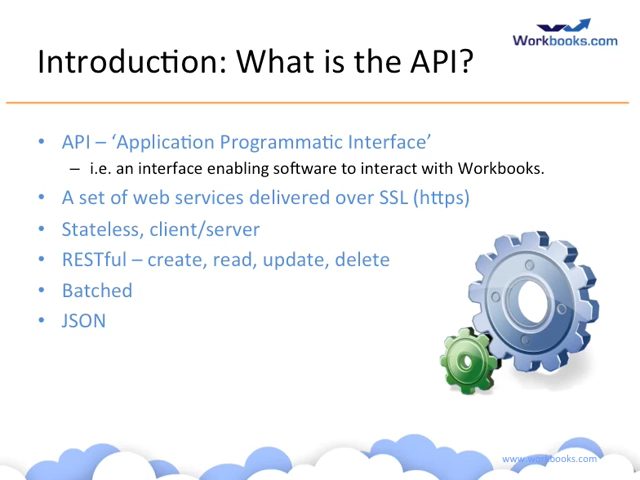 Workbooks.com
Introduction: What is the API?
• API – ‘Application Programmatic Interface’
– i.e. an interface enabling software to interact with Workbooks.
• A set of web services delivered over SSL (https)
• Stateless, client/server
• RESTful – create, read, update, delete
• Batched
• JSON
www.workbooks.com